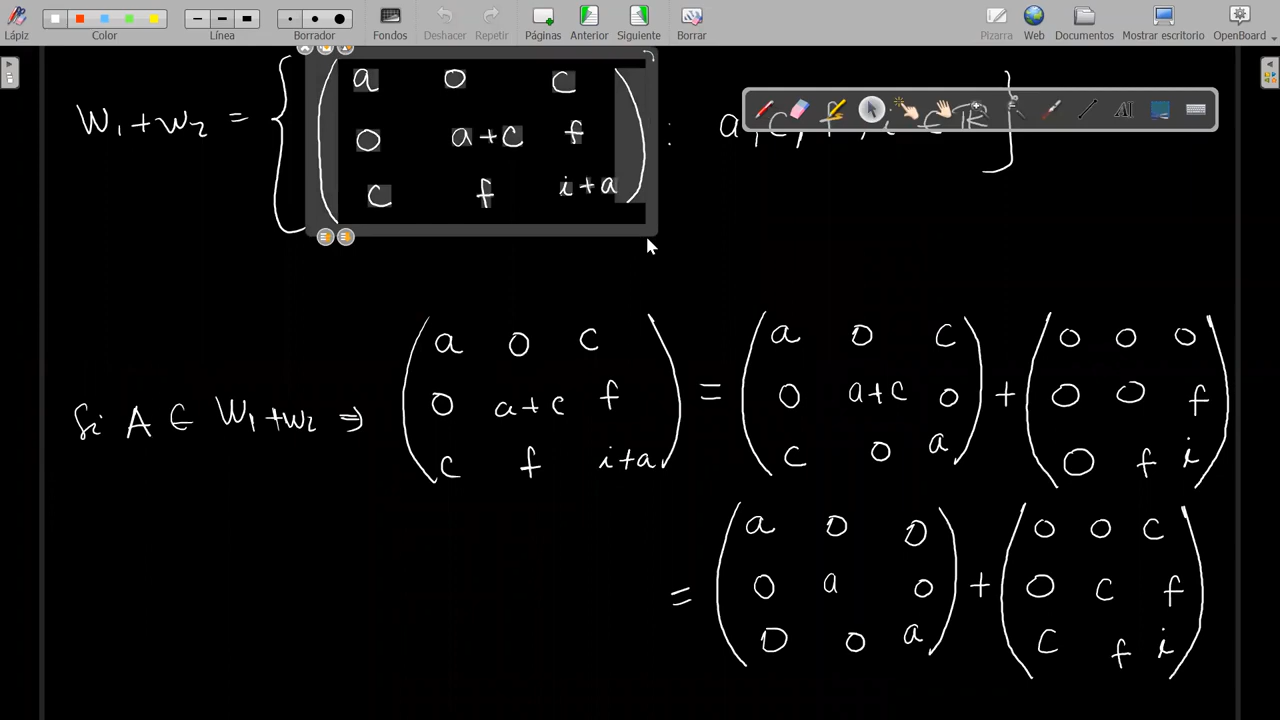 Lápiz Color Línea Borrador Fondos Deshacer Repetir Páginas Anterior Siguiente Borrar Pizarra Web Documentos Mostrar escritorio OpenBoard
W1+W2 = { ( a 0 c
0 a+c f
c f i+a ) : a, c, f, i ∈ ℝ }
Si A ∈ W1+W2 ⇒ ( a 0 c
0 a+c f
c f i+a ) = ( a 0 c
0 a+c 0
c 0 a ) + ( 0 0 0
0 0 f
0 f i )
= ( a 0 0
0 a 0
0 0 a ) + ( 0 0 c
0 c f
c f i )